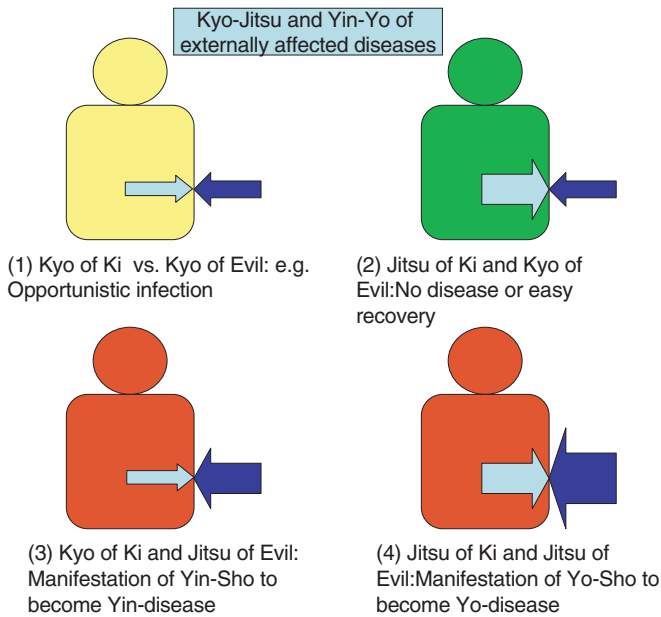 Kyo-Jitsu and Yin-Yo of
externally affected diseases
(1) Kyo of Ki vs. Kyo of Evil: e.g.
Opportunistic infection
(2) Jitsu of Ki and Kyo of
Evil:No disease or easy
recovery
(3) Kyo of Ki and Jitsu of Evil:
Manifestation of Yin-Sho to
become Yin-disease
(4) Jitsu of Ki and Jitsu of
Evil:Manifestation of Yo-Sho to
become Yo-disease